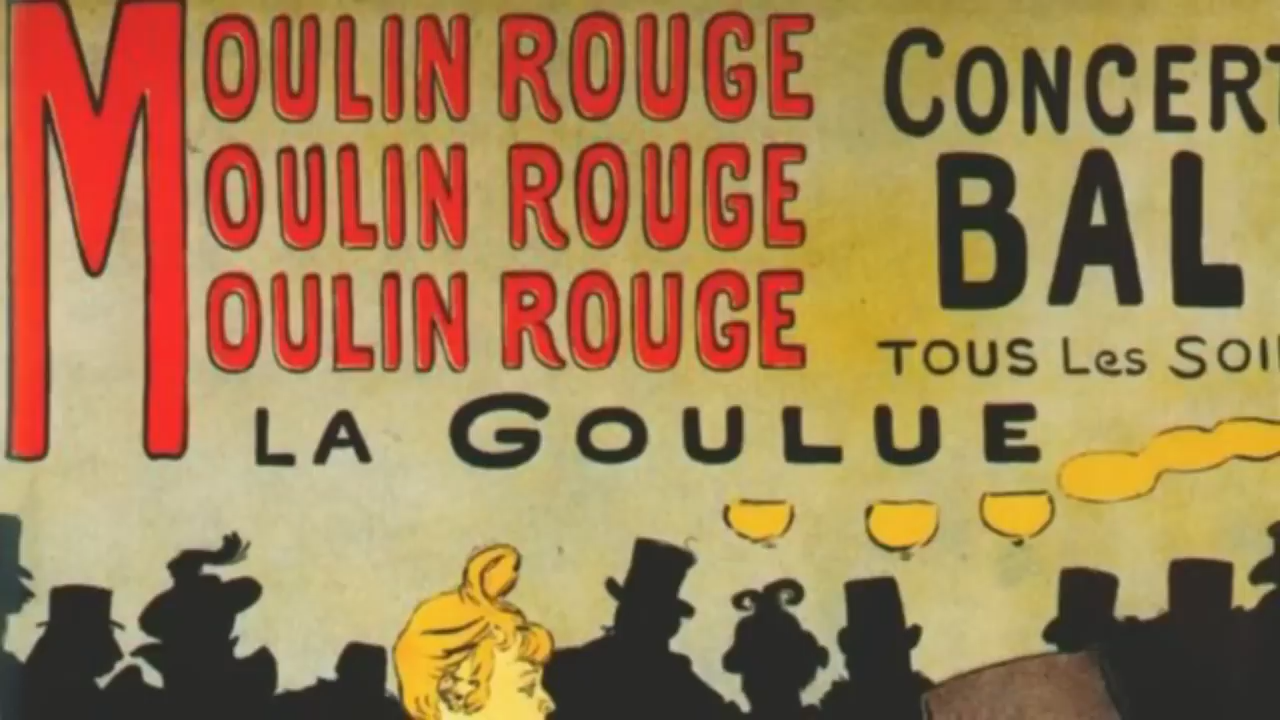 MOULIN ROUGE
OULIN ROUGE
OULIN ROUGE
LA GOULUE
CONCERT
BAL
TOUS Les SOI